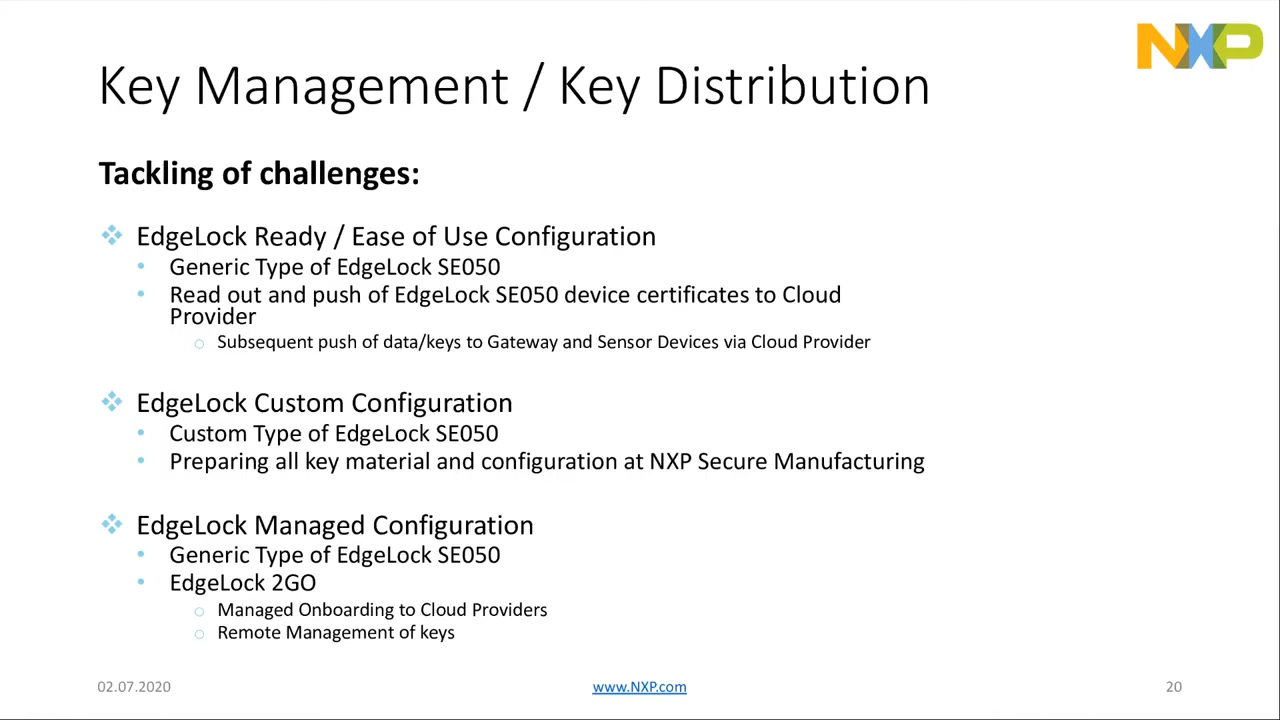 NXP
Key Management / Key Distribution
Tackling of challenges:
EdgeLock Ready / Ease of Use Configuration
Generic Type of EdgeLock SE050
Read out and push of EdgeLock SE050 device certificates to Cloud
Provider
Subsequent push of data/keys to Gateway and Sensor Devices via Cloud Provider
EdgeLock Custom Configuration
Custom Type of EdgeLock SE050
Preparing all key material and configuration at NXP Secure Manufacturing
EdgeLock Managed Configuration
Generic Type of EdgeLock SE050
EdgeLock 2GO
Managed Onboarding to Cloud Providers
Remote Management of keys
02.07.2020
www.NXP.com
20